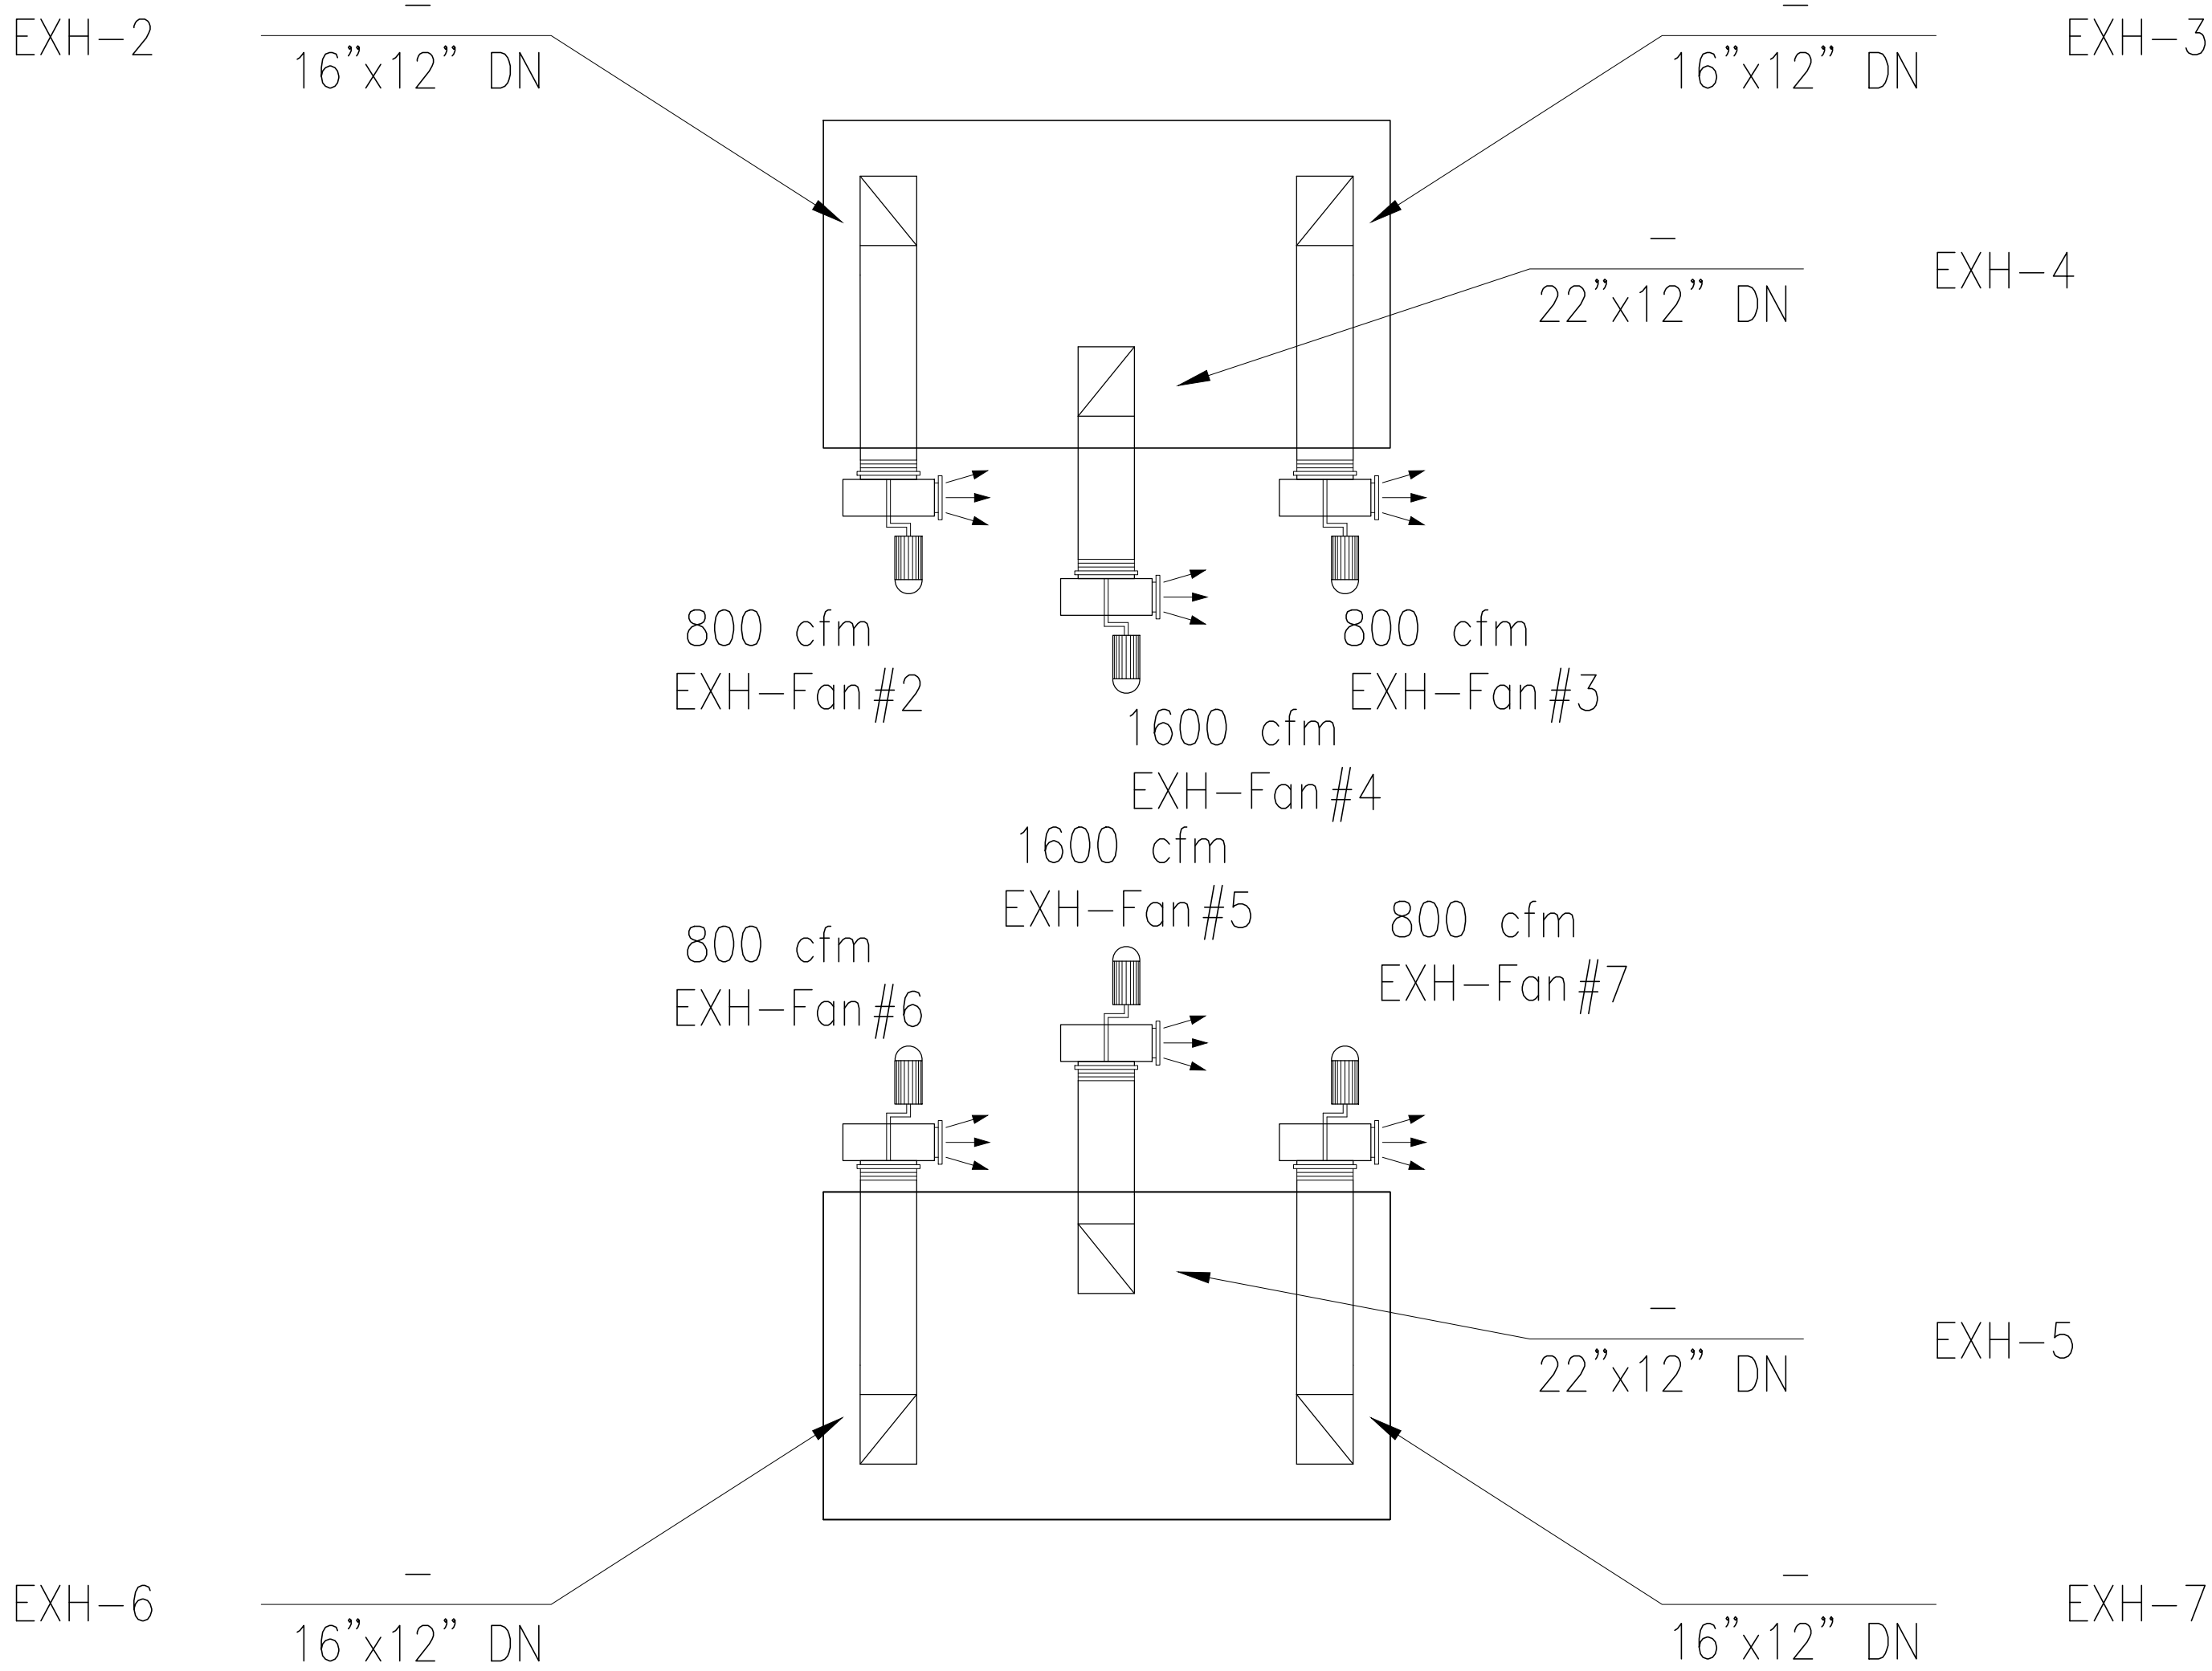 EXH-2
16"x12" DN
16"x12" DN
EXH-3
22"x12" DN
EXH-4
800 cfm
EXH-Fan#2
800 cfm
EXH-Fan#3
1600 cfm
EXH-Fan#4
1600 cfm
EXH-Fan#5
800 cfm
EXH-Fan#6
800 cfm
EXH-Fan#7
22"x12" DN
EXH-5
EXH-6
16"x12" DN
16"x12" DN
EXH-7